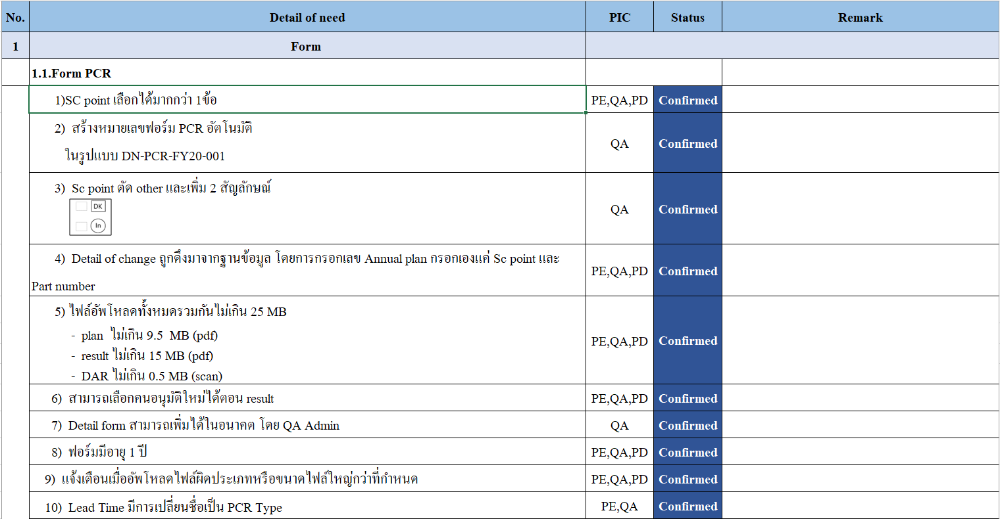 No. Detail of need PIC Status Remark
1 Form
1.1.Form PCR
1)SC point เลือกได้มากกว่า 1ข้อ PE,QA,PD Confirmed
2) สร้างหมายเลขฟอร์ม PCR อัตโนมัติ
ในรูปแบบ DN-PCR-FY20-001
QA Confirmed
3) Sc point ตัด other และเพิ่ม 2 สัญลักษณ์
DK
In
QA Confirmed
4) Detail of change ถูกดึงมาจากฐานข้อมูล โดยการกรอกเลข Annual plan กรอกเองแค่ Sc point และ
Part number
PE,QA,PD Confirmed
5) ไฟล์อัพโหลดทั้งหมดรวมกันไม่เกิน 25 MB
- plan ไม่เกิน 9.5 MB (pdf)
- result ไม่เกิน 15 MB (pdf)
- DAR ไม่เกิน 0.5 MB (scan)
PE,QA,PD Confirmed
6) สามารถเลือกคนอนุมัติใหม่ได้ตอน result PE,QA,PD Confirmed
7) Detail form สามารถเพิ่มได้ในอนาคต โดย QA Admin QA Confirmed
8) ฟอร์มมีอายุ 1 ปี PE,QA,PD Confirmed
9) แจ้งเตือนเมื่ออัพโหลดไฟล์ผิดประเภทหรือขนาดไฟล์ใหญ่กว่าที่กำหนด PE,QA,PD Confirmed
10) Lead Time มีการเปลี่ยนชื่อเป็น PCR Type PE,QA Confirmed